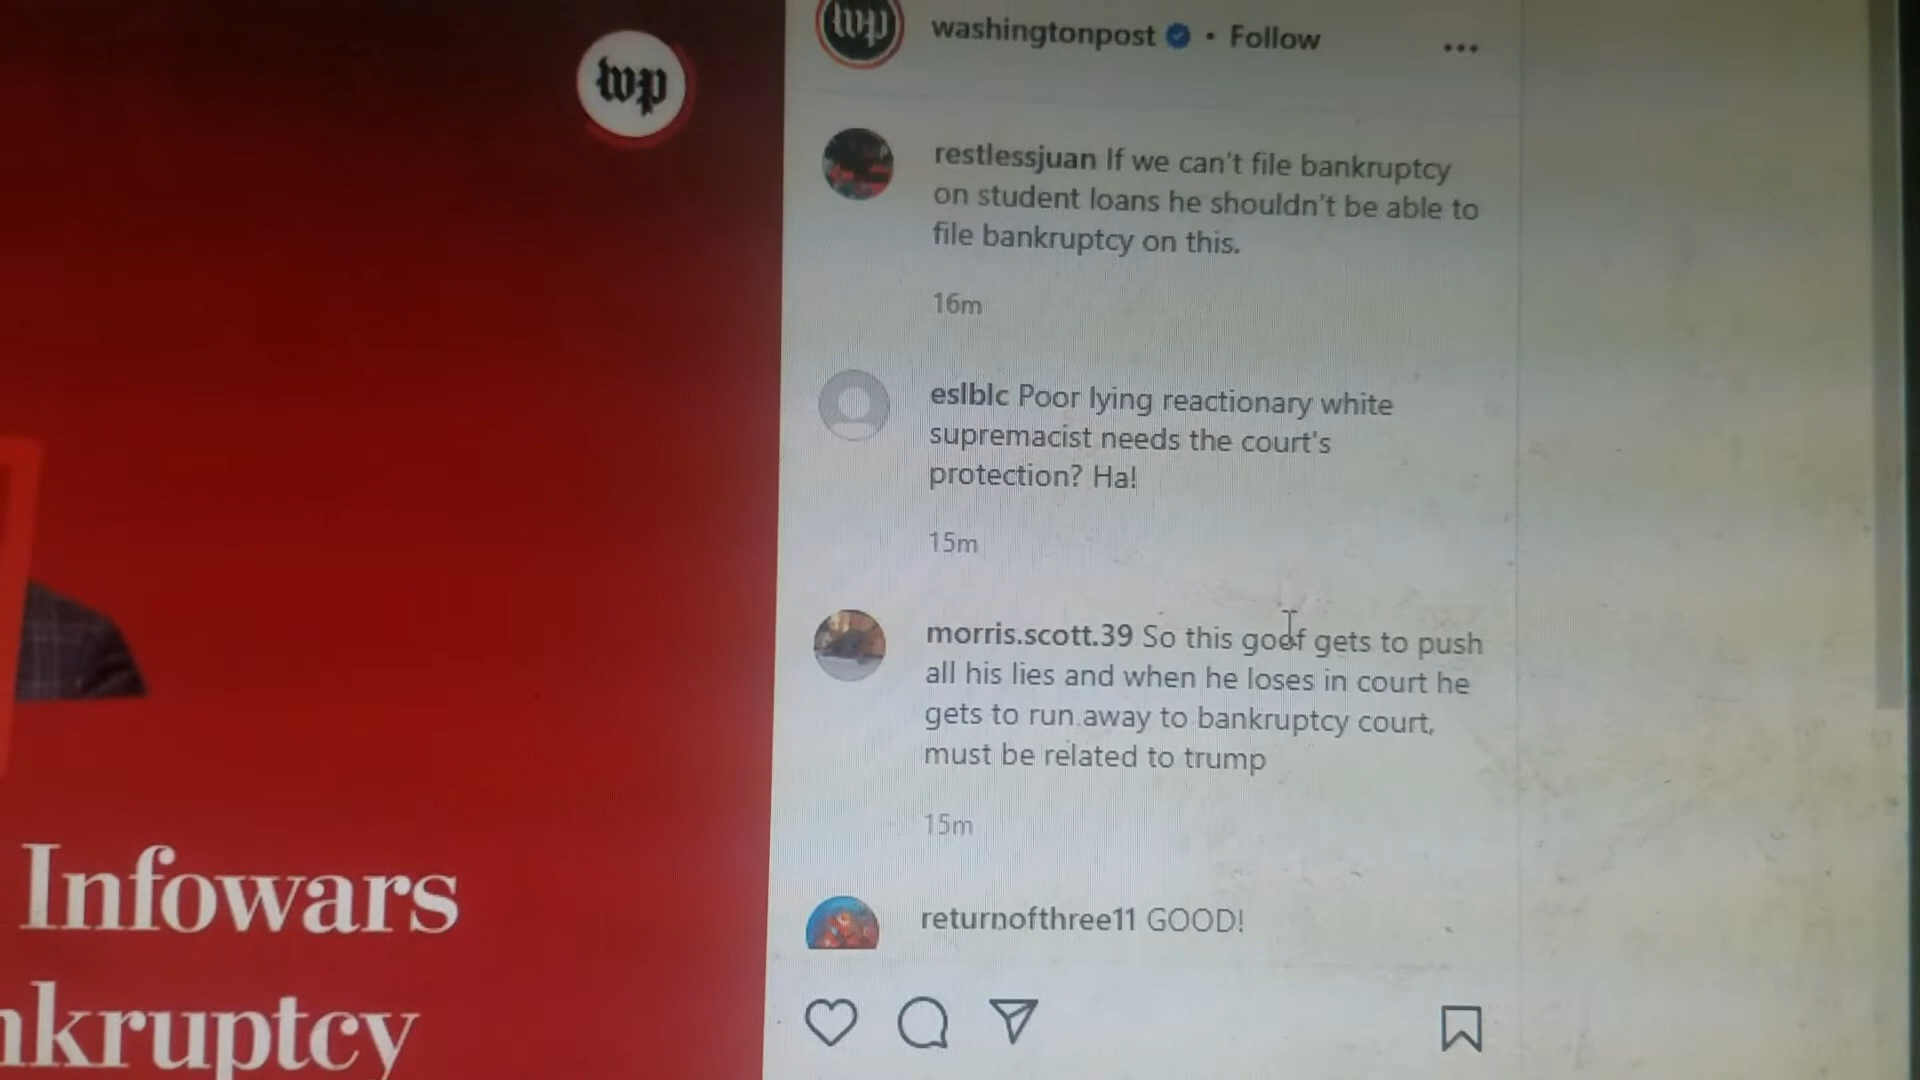 wp
wp
washingtonpost • Follow
restlessjuan If we can't file bankruptcy
on student loans he shouldn't be able to
file bankruptcy on this.
16m
eslblc Poor lying reactionary white
supremacist needs the court's
protection? Ha!
15m
morris.scott.39 So this goof gets to push
all his lies and when he loses in court he
gets to run away to bankruptcy court,
must be related to trump
15m
returnofthree11 GOOD!
Infowars
nkruptcy